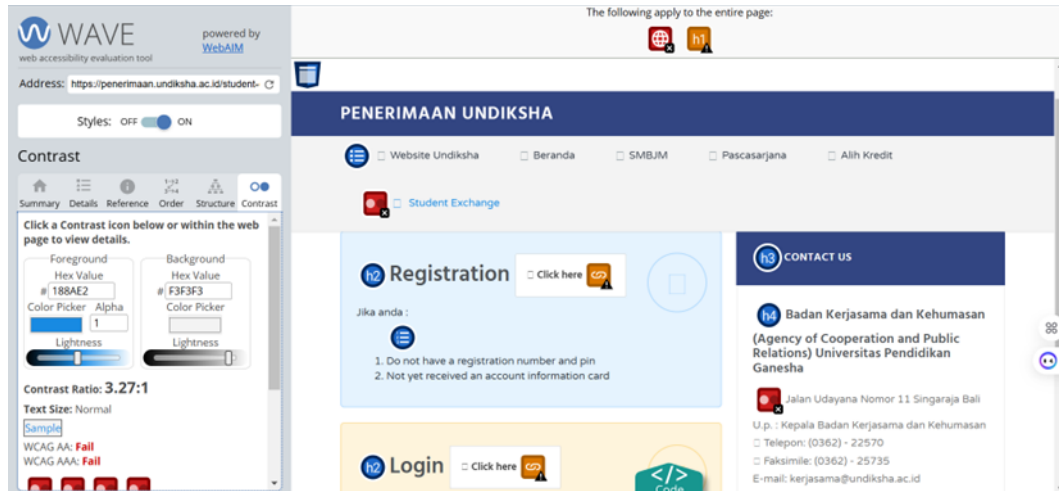 WAVE
powered by
WebAIM
web accessibility evaluation tool
Address: https://penerimaan.undiksha.ac.id/student-
Styles: OFF ON
Contrast
Summary Details Reference Order Structure Contrast
Click a Contrast icon below or within the web
page to view details.
Foreground
Hex Value
# 188AE2
Color Picker Alpha
1
Lightness
Background
Hex Value
# F3F3F3
Color Picker
Lightness
Contrast Ratio: 3.27:1
Text Size: Normal
Sample
WCAG AA: Fail
WCAG AAA: Fail
The following apply to the entire page:
h1
PENERIMAAN UNDIKSHA
Website Undiksha Beranda SMBJM Pascasarjana Alih Kredit
Student Exchange
h2 Registration Click here
Jika anda :
1. Do not have a registration number and pin
2. Not yet received an account information card
h2 Login Click here
</>
Code
h3 CONTACT US
h4 Badan Kerjasama dan Kehumasan
(Agency of Cooperation and Public
Relations) Universitas Pendidikan
Ganesha
Jalan Udayana Nomor 11 Singaraja Bali
U.p. : Kepala Badan Kerjasama dan Kehumasan
Telepon: (0362) - 22570
Faksimile: (0362) - 25735
E-mail: kerjasama@undiksha.ac.id